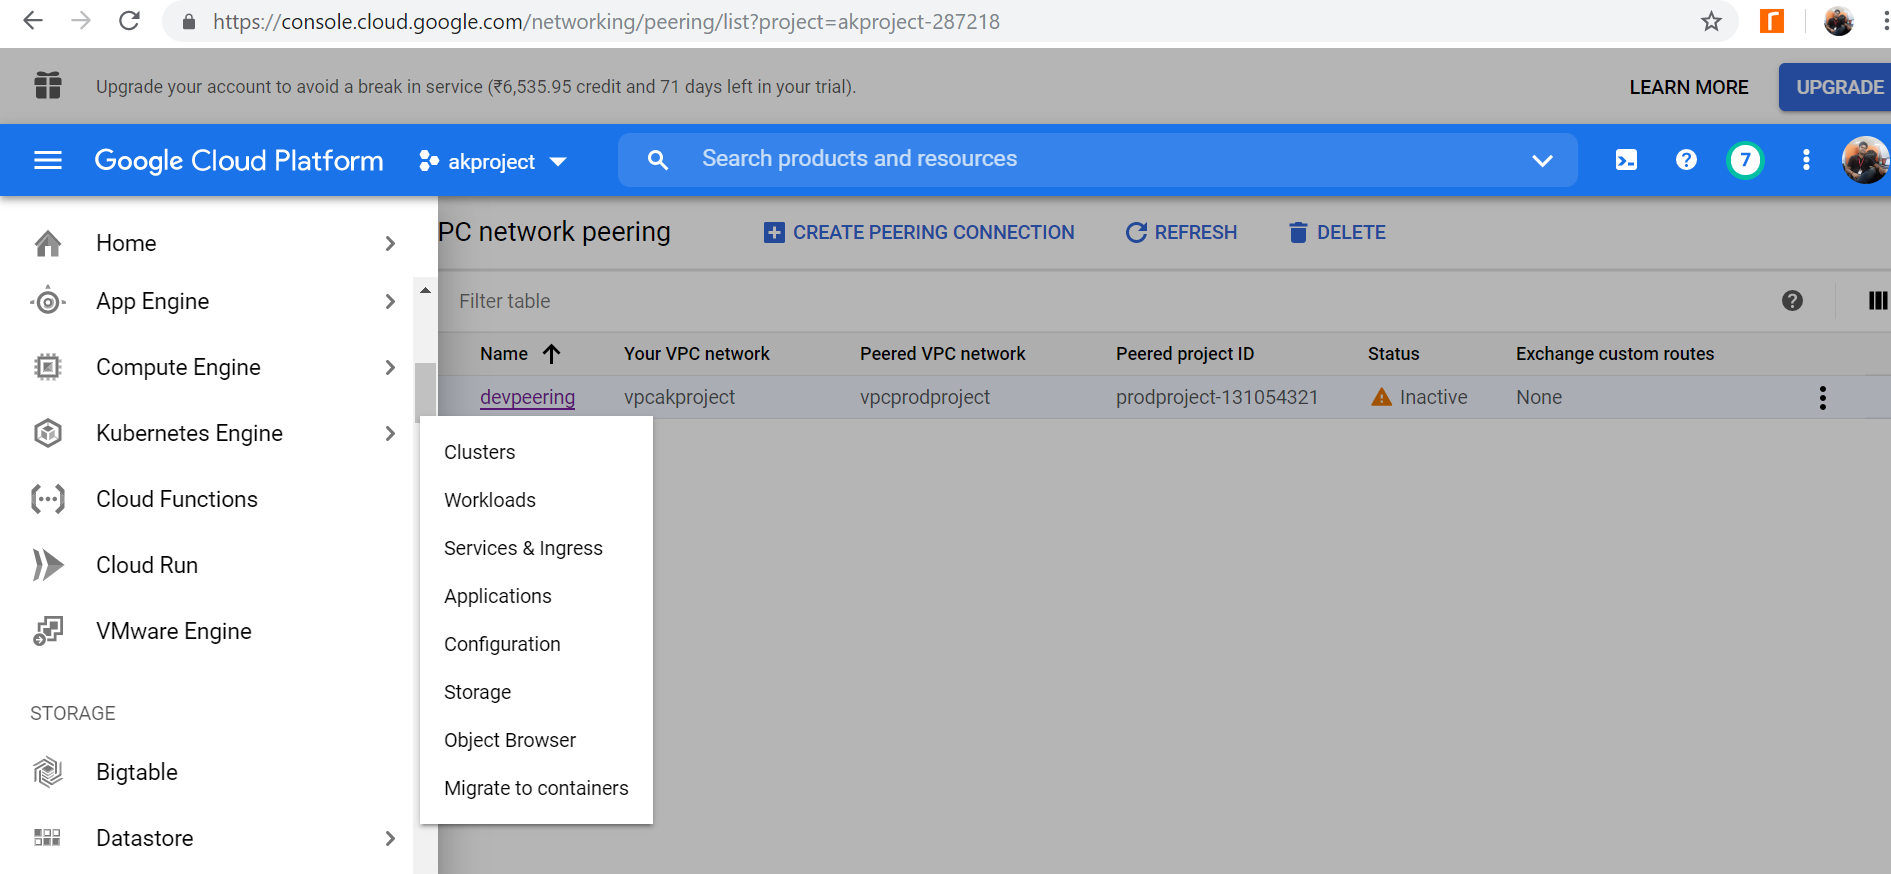 https://console.cloud.google.com/networking/peering/list?project=akproject-287218
Upgrade your account to avoid a break in service (₹6,535.95 credit and 71 days left in your trial).
LEARN MORE
UPGRADE
Google Cloud Platform
akproject
Search products and resources
7
Home
App Engine
Compute Engine
Kubernetes Engine
Cloud Functions
Cloud Run
VMware Engine
STORAGE
Bigtable
Datastore
PC network peering
CREATE PEERING CONNECTION
REFRESH
DELETE
Filter table
Name Your VPC network Peered VPC network Peered project ID Status Exchange custom routes
devpeering vpcakproject vpcprodproject prodproject-131054321 Inactive None
Clusters
Workloads
Services & Ingress
Applications
Configuration
Storage
Object Browser
Migrate to containers